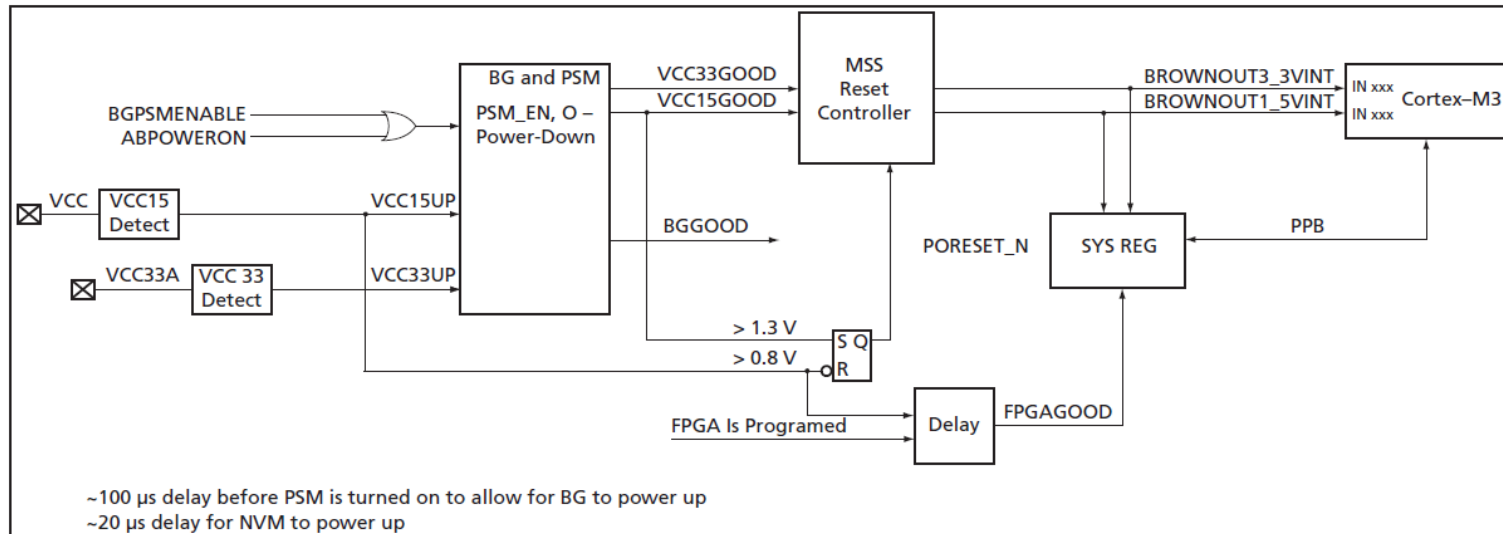 BG and PSM
PSM_EN, O –
Power-Down
BGPSMENABLE
ABPOWERON
VCC
VCC15
Detect
VCC15UP
VCC33A
VCC 33
Detect
VCC33UP
VCC33GOOD
VCC15GOOD
BGGOOD
MSS
Reset
Controller
BROWNOUT3_3VINT
BROWNOUT1_5VINT
IN xxx
IN xxx
Cortex–M3
PORESET_N
SYS REG
PPB
> 1.3 V
> 0.8 V
S Q
R
FPGA Is Programed
Delay
FPGAGOOD
~100 µs delay before PSM is turned on to allow for BG to power up
~20 µs delay for NVM to power up